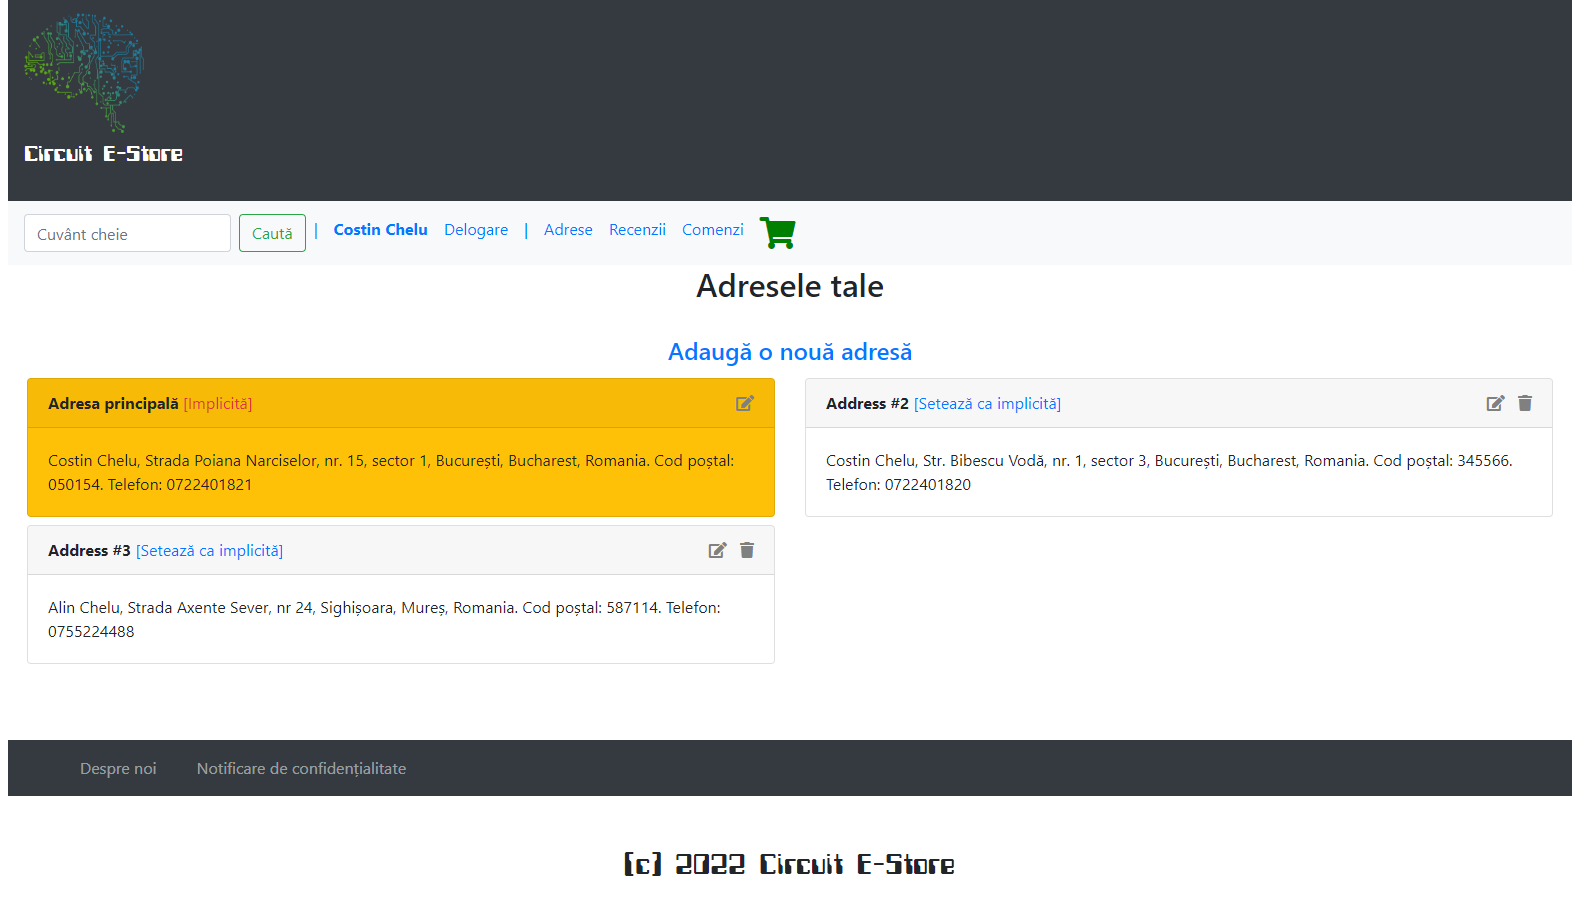 Circuit E-Store
Cuvânt cheie
Caută | Costin Chelu Delogare | Adrese Recenzii Comenzi
Adresele tale
Adaugă o nouă adresă
Adresa principală [Implicită]
Costin Chelu, Strada Poiana Narciselor, nr. 15, sector 1, București, Bucharest, Romania. Cod poștal:
050154. Telefon: 0722401821
Address #2 [Setează ca implicită]
Costin Chelu, Str. Bibescu Vodă, nr. 1, sector 3, București, Bucharest, Romania. Cod poștal: 345566.
Telefon: 0722401820
Address #3 [Setează ca implicită]
Alin Chelu, Strada Axente Sever, nr 24, Sighișoara, Mureș, Romania. Cod poștal: 587114. Telefon:
0755224488
Despre noi Notificare de confidențialitate
(c) 2022 Circuit E-Store